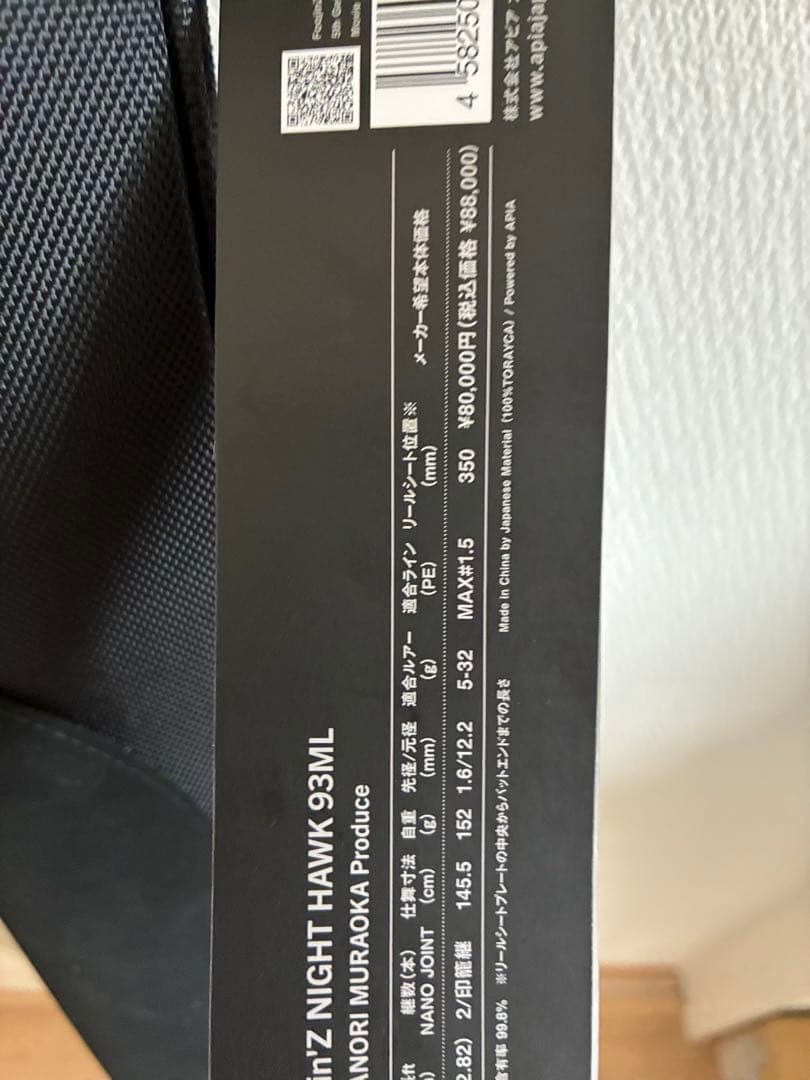 in'Z NIGHT HAWK 93ML
ANORI MURAOKA Produce
継数(本) 仕舞寸法 自重 先径/元径 適合ルアー 適合ライン リールシート位置※ メーカー希望本体価格
NANO JOINT (cm) (g) (mm) (g) (PE) (mm)
2.82) 2/印籠継 145.5 152 1.6/12.2 5-32 MAX#1.5 350 ¥80,000円(税込価格 ¥88,000)
含有率 99.8% ※リールシートプレートの中央からバットエンドまでの長さ Made in China by Japanese Material (100%TORAYCA) / Powered by APIA
Foojin'Z
5th Ge
Movie
4 58250
株式会社アピア
www.apiaja